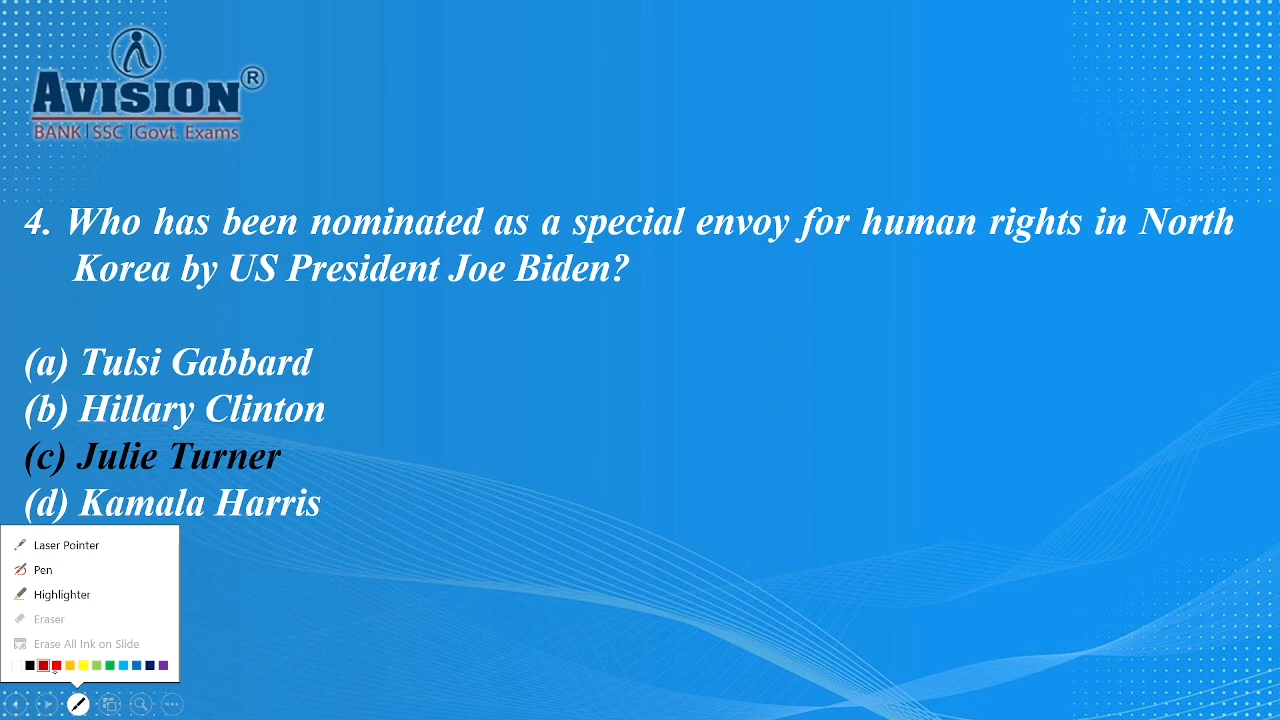 AVISION®
BANK|SSC|Govt. Exams
4. Who has been nominated as a special envoy for human rights in North
Korea by US President Joe Biden?
(a) Tulsi Gabbard
(b) Hillary Clinton
(c) Julie Turner
(d) Kamala Harris
Laser Pointer
Pen
Highlighter
Eraser
Erase All Ink on Slide